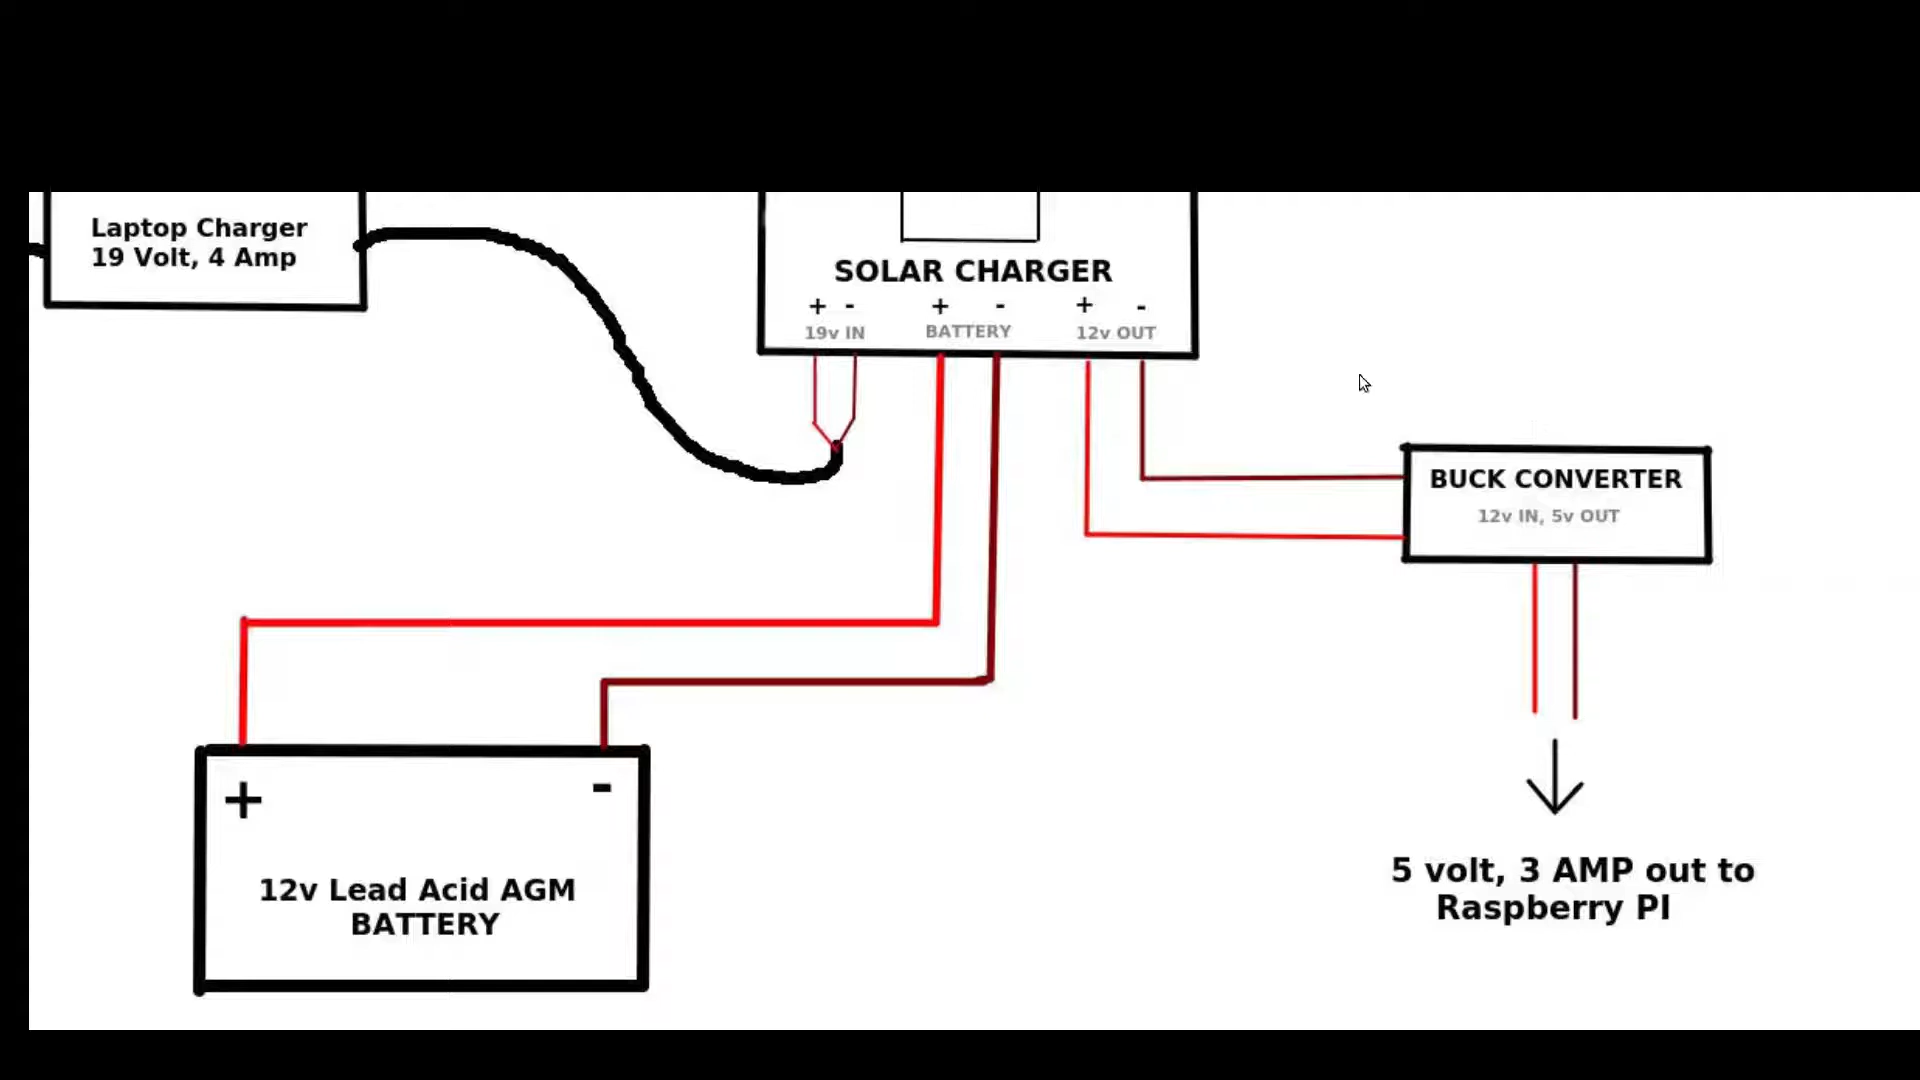 Laptop Charger
19 Volt, 4 Amp
SOLAR CHARGER
+ - + - + -
19v IN BATTERY 12v OUT
BUCK CONVERTER
12v IN, 5v OUT
+ -
12v Lead Acid AGM
BATTERY
5 volt, 3 AMP out to
Raspberry PI